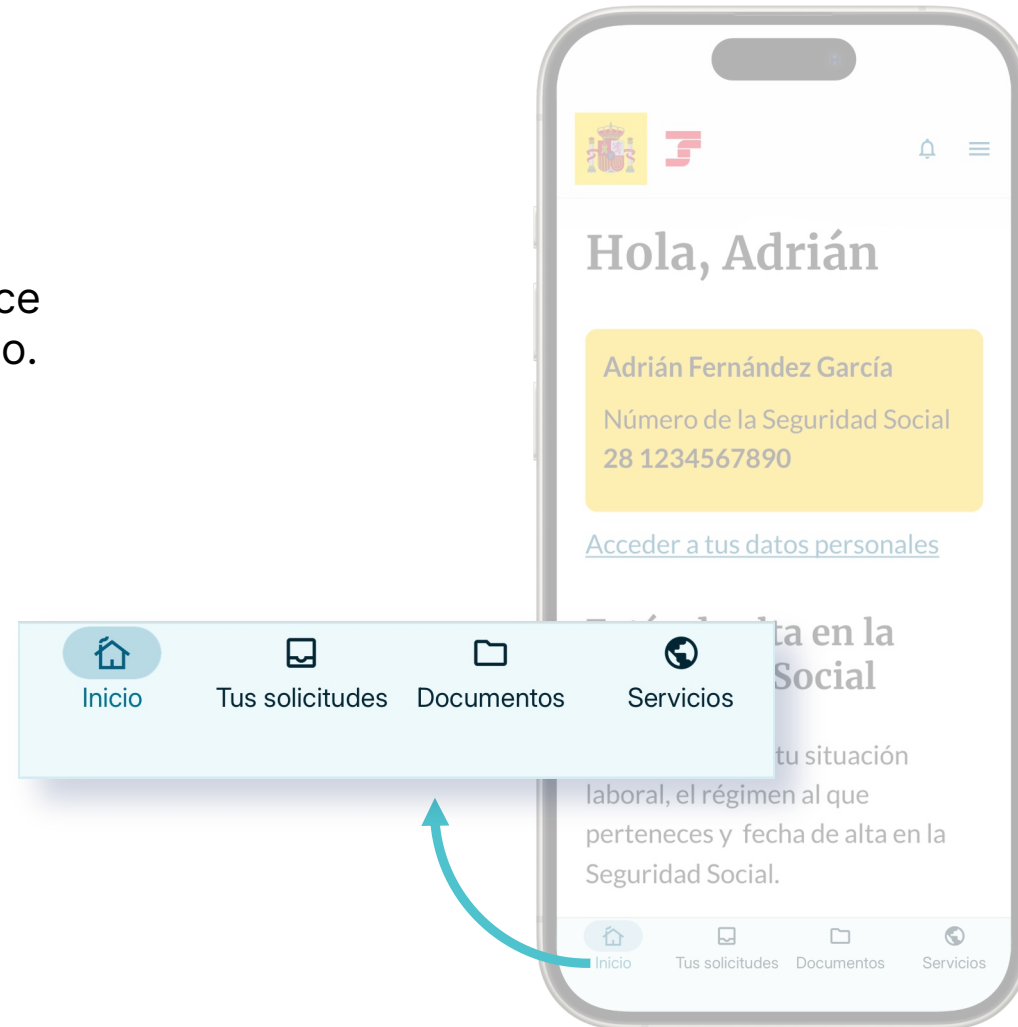 Hola, Adrián
ce
o.
Adrián Fernández García
Número de la Seguridad Social
28 1234567890
Acceder a tus datos personales
ta en la
Social
Inicio Tus solicitudes Documentos Servicios
tu situación
laboral, el régimen al que
perteneces y fecha de alta en la
Seguridad Social.
Inicio Tus solicitudes Documentos Servicios